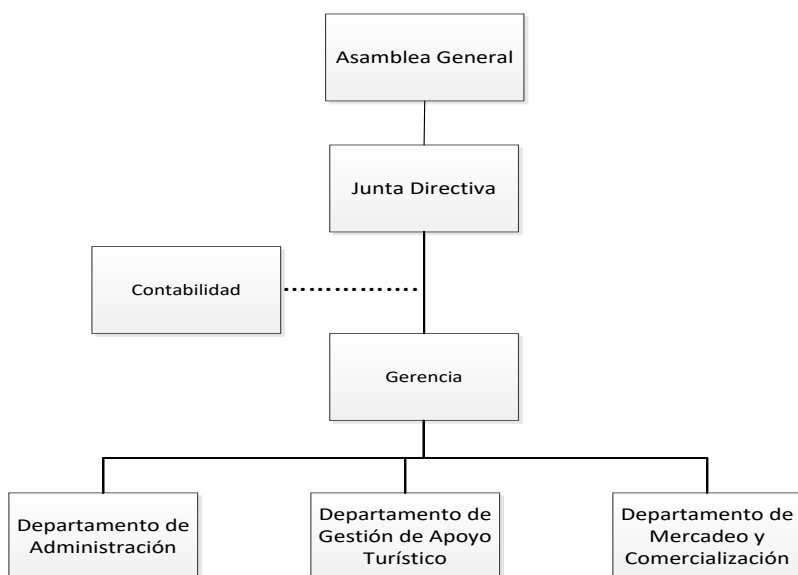 Asamblea General
Junta Directiva
Contabilidad
Gerencia
Departamento de
Administración
Departamento de
Gestión de Apoyo
Turístico
Departamento de
Mercadeo y
Comercialización